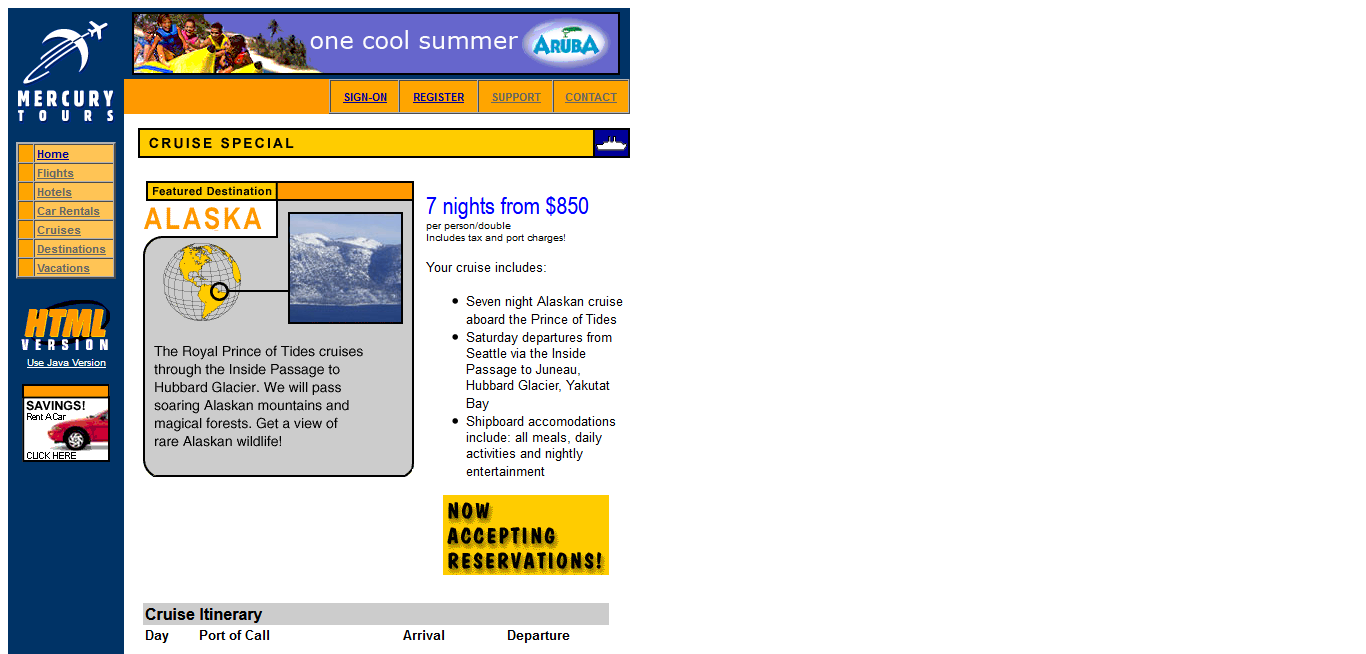 MERCURY
TOURS
one cool summer
ARUBA
SIGN-ON
REGISTER
SUPPORT
CONTACT
Home
Flights
Hotels
Car Rentals
Cruises
Destinations
Vacations
HTML
VERSION
Use Java Version
SAVINGS!
Rent A Car
CLICK HERE
CRUISE SPECIAL
Featured Destination
ALASKA
The Royal Prince of Tides cruises
through the Inside Passage to
Hubbard Glacier. We will pass
soaring Alaskan mountains and
magical forests. Get a view of
rare Alaskan wildlife!
7 nights from $850
per person/double
Includes tax and port charges!
Your cruise includes:
Seven night Alaskan cruise
aboard the Prince of Tides
Saturday departures from
Seattle via the Inside
Passage to Juneau,
Hubbard Glacier, Yakutat
Bay
Shipboard accomodations
include: all meals, daily
activities and nightly
entertainment
NOW
ACCEPTING
RESERVATIONS!
Cruise Itinerary
Day Port of Call Arrival Departure